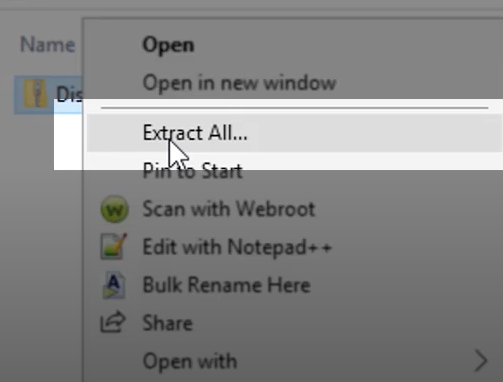 Name
Open
Open in new window
Dis
Extract All...
Pin to Start
Scan with Webroot
Edit with Notepad++
Bulk Rename Here
Share
Open with